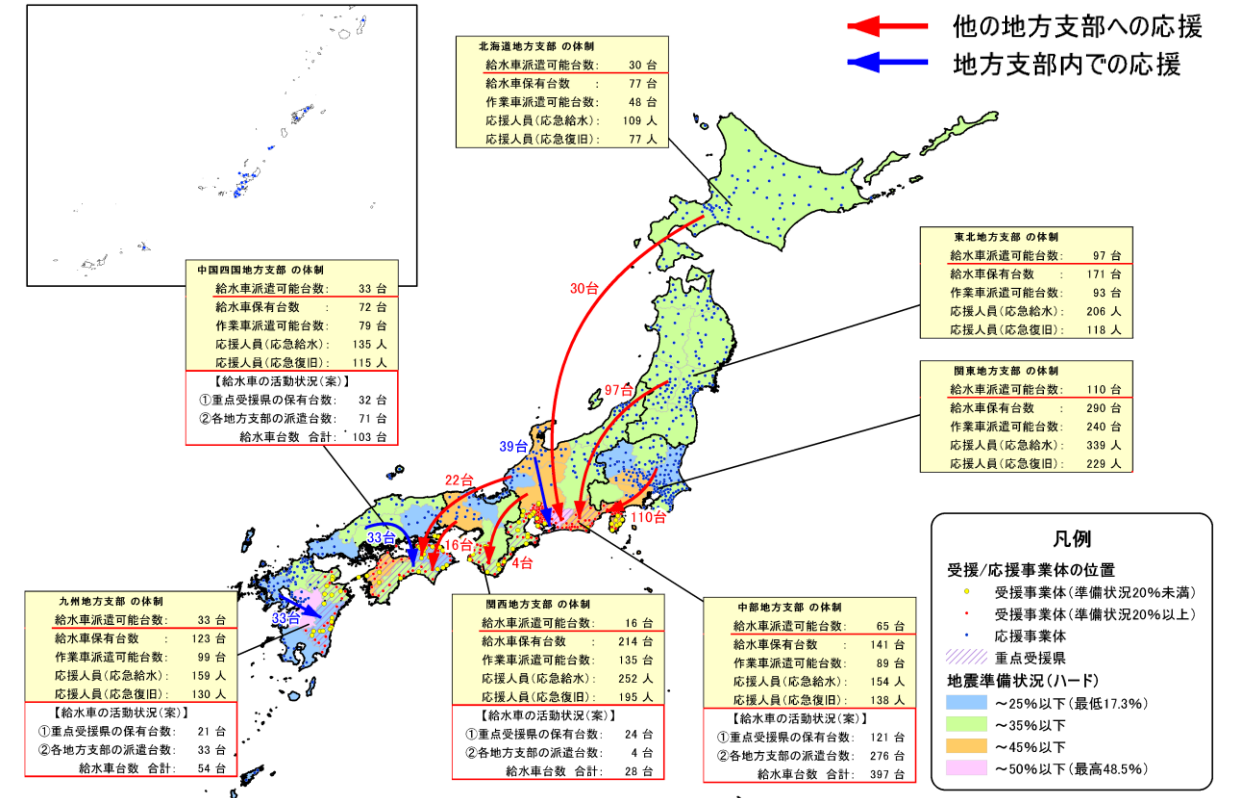 他の地方支部への応援
地方支部内での応援
北海道地方支部 の体制
給水車派遣可能台数: 30 台
給水車保有台数 : 77 台
作業車派遣可能台数: 48 台
応援人員(応急給水): 109 人
応援人員(応急復旧): 77 人
東北地方支部 の体制
給水車派遣可能台数: 97 台
給水車保有台数 : 171 台
作業車派遣可能台数: 93 台
応援人員(応急給水): 206 人
応援人員(応急復旧): 118 人
中国四国地方支部 の体制
給水車派遣可能台数: 33 台
給水車保有台数 : 72 台
作業車派遣可能台数: 79 台
応援人員(応急給水): 135 人
応援人員(応急復旧): 115 人
【給水車の活動状況(案)】
①重点受援県の保有台数: 32 台
②各地方支部の派遣台数: 71 台
給水車台数 合計: 103 台
関東地方支部 の体制
給水車派遣可能台数: 110 台
給水車保有台数 : 290 台
作業車派遣可能台数: 240 台
応援人員(応急給水): 339 人
応援人員(応急復旧): 229 人
30台
97台
39台
22台
110台
33台
16台
4台
33台
九州地方支部 の体制
給水車派遣可能台数: 33 台
給水車保有台数 : 123 台
作業車派遣可能台数: 99 台
応援人員(応急給水): 159 人
応援人員(応急復旧): 130 人
【給水車の活動状況(案)】
①重点受援県の保有台数: 21 台
②各地方支部の派遣台数: 33 台
給水車台数 合計: 54 台
関西地方支部 の体制
給水車派遣可能台数: 16 台
給水車保有台数 : 214 台
作業車派遣可能台数: 135 台
応援人員(応急給水): 252 人
応援人員(応急復旧): 195 人
【給水車の活動状況(案)】
①重点受援県の保有台数: 24 台
②各地方支部の派遣台数: 4 台
給水車台数 合計: 28 台
中部地方支部 の体制
給水車派遣可能台数: 65 台
給水車保有台数 : 141 台
作業車派遣可能台数: 89 台
応援人員(応急給水): 154 人
応援人員(応急復旧): 138 人
【給水車の活動状況(案)】
①重点受援県の保有台数: 121 台
②各地方支部の派遣台数: 276 台
給水車台数 合計: 397 台
凡例
受援/応援事業体の位置
受援事業体(準備状況20%未満)
受援事業体(準備状況20%以上)
応援事業体
重点受援県
地震準備状況(ハード)
～25%以下(最低17.3%)
～35%以下
～45%以下
～50%以下(最高48.5%)